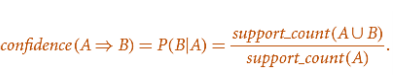 confidence(A ⇒ B) = P(B|A) = support_count(A ∪ B) / support_count(A).